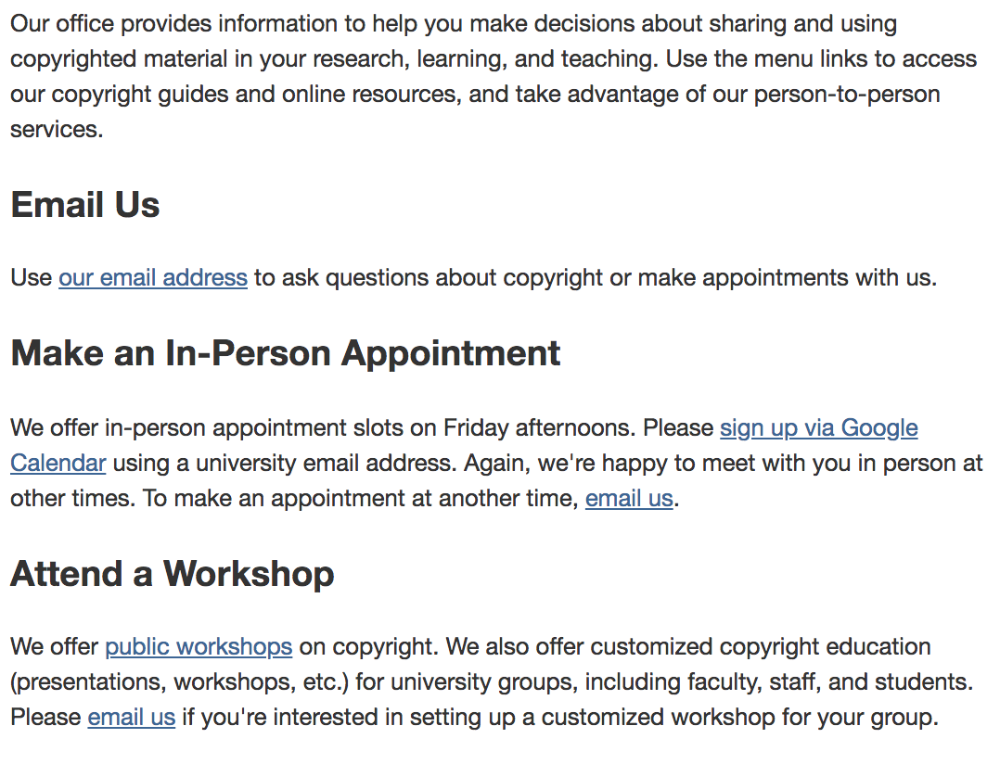 Our office provides information to help you make decisions about sharing and using
copyrighted material in your research, learning, and teaching. Use the menu links to access
our copyright guides and online resources, and take advantage of our person-to-person
services.
Email Us
Use our email address to ask questions about copyright or make appointments with us.
Make an In-Person Appointment
We offer in-person appointment slots on Friday afternoons. Please sign up via Google
Calendar using a university email address. Again, we're happy to meet with you in person at
other times. To make an appointment at another time, email us.
Attend a Workshop
We offer public workshops on copyright. We also offer customized copyright education
(presentations, workshops, etc.) for university groups, including faculty, staff, and students.
Please email us if you're interested in setting up a customized workshop for your group.